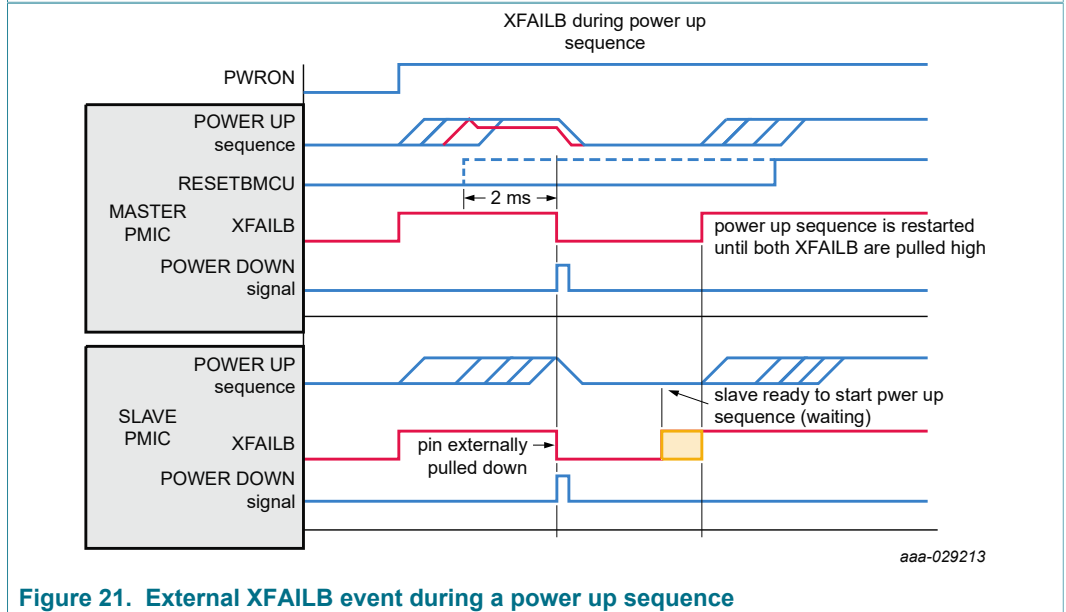 XFAILB during power up
sequence
PWRON
POWER UP
sequence
RESETBMCU
2 ms
MASTER
PMIC
XFAILB
power up sequence is restarted
until both XFAILB are pulled high
POWER DOWN
signal
POWER UP
sequence
slave ready to start pwer up
sequence (waiting)
SLAVE
PMIC
XFAILB
pin externally
pulled down
POWER DOWN
signal
aaa-029213
Figure 21. External XFAILB event during a power up sequence